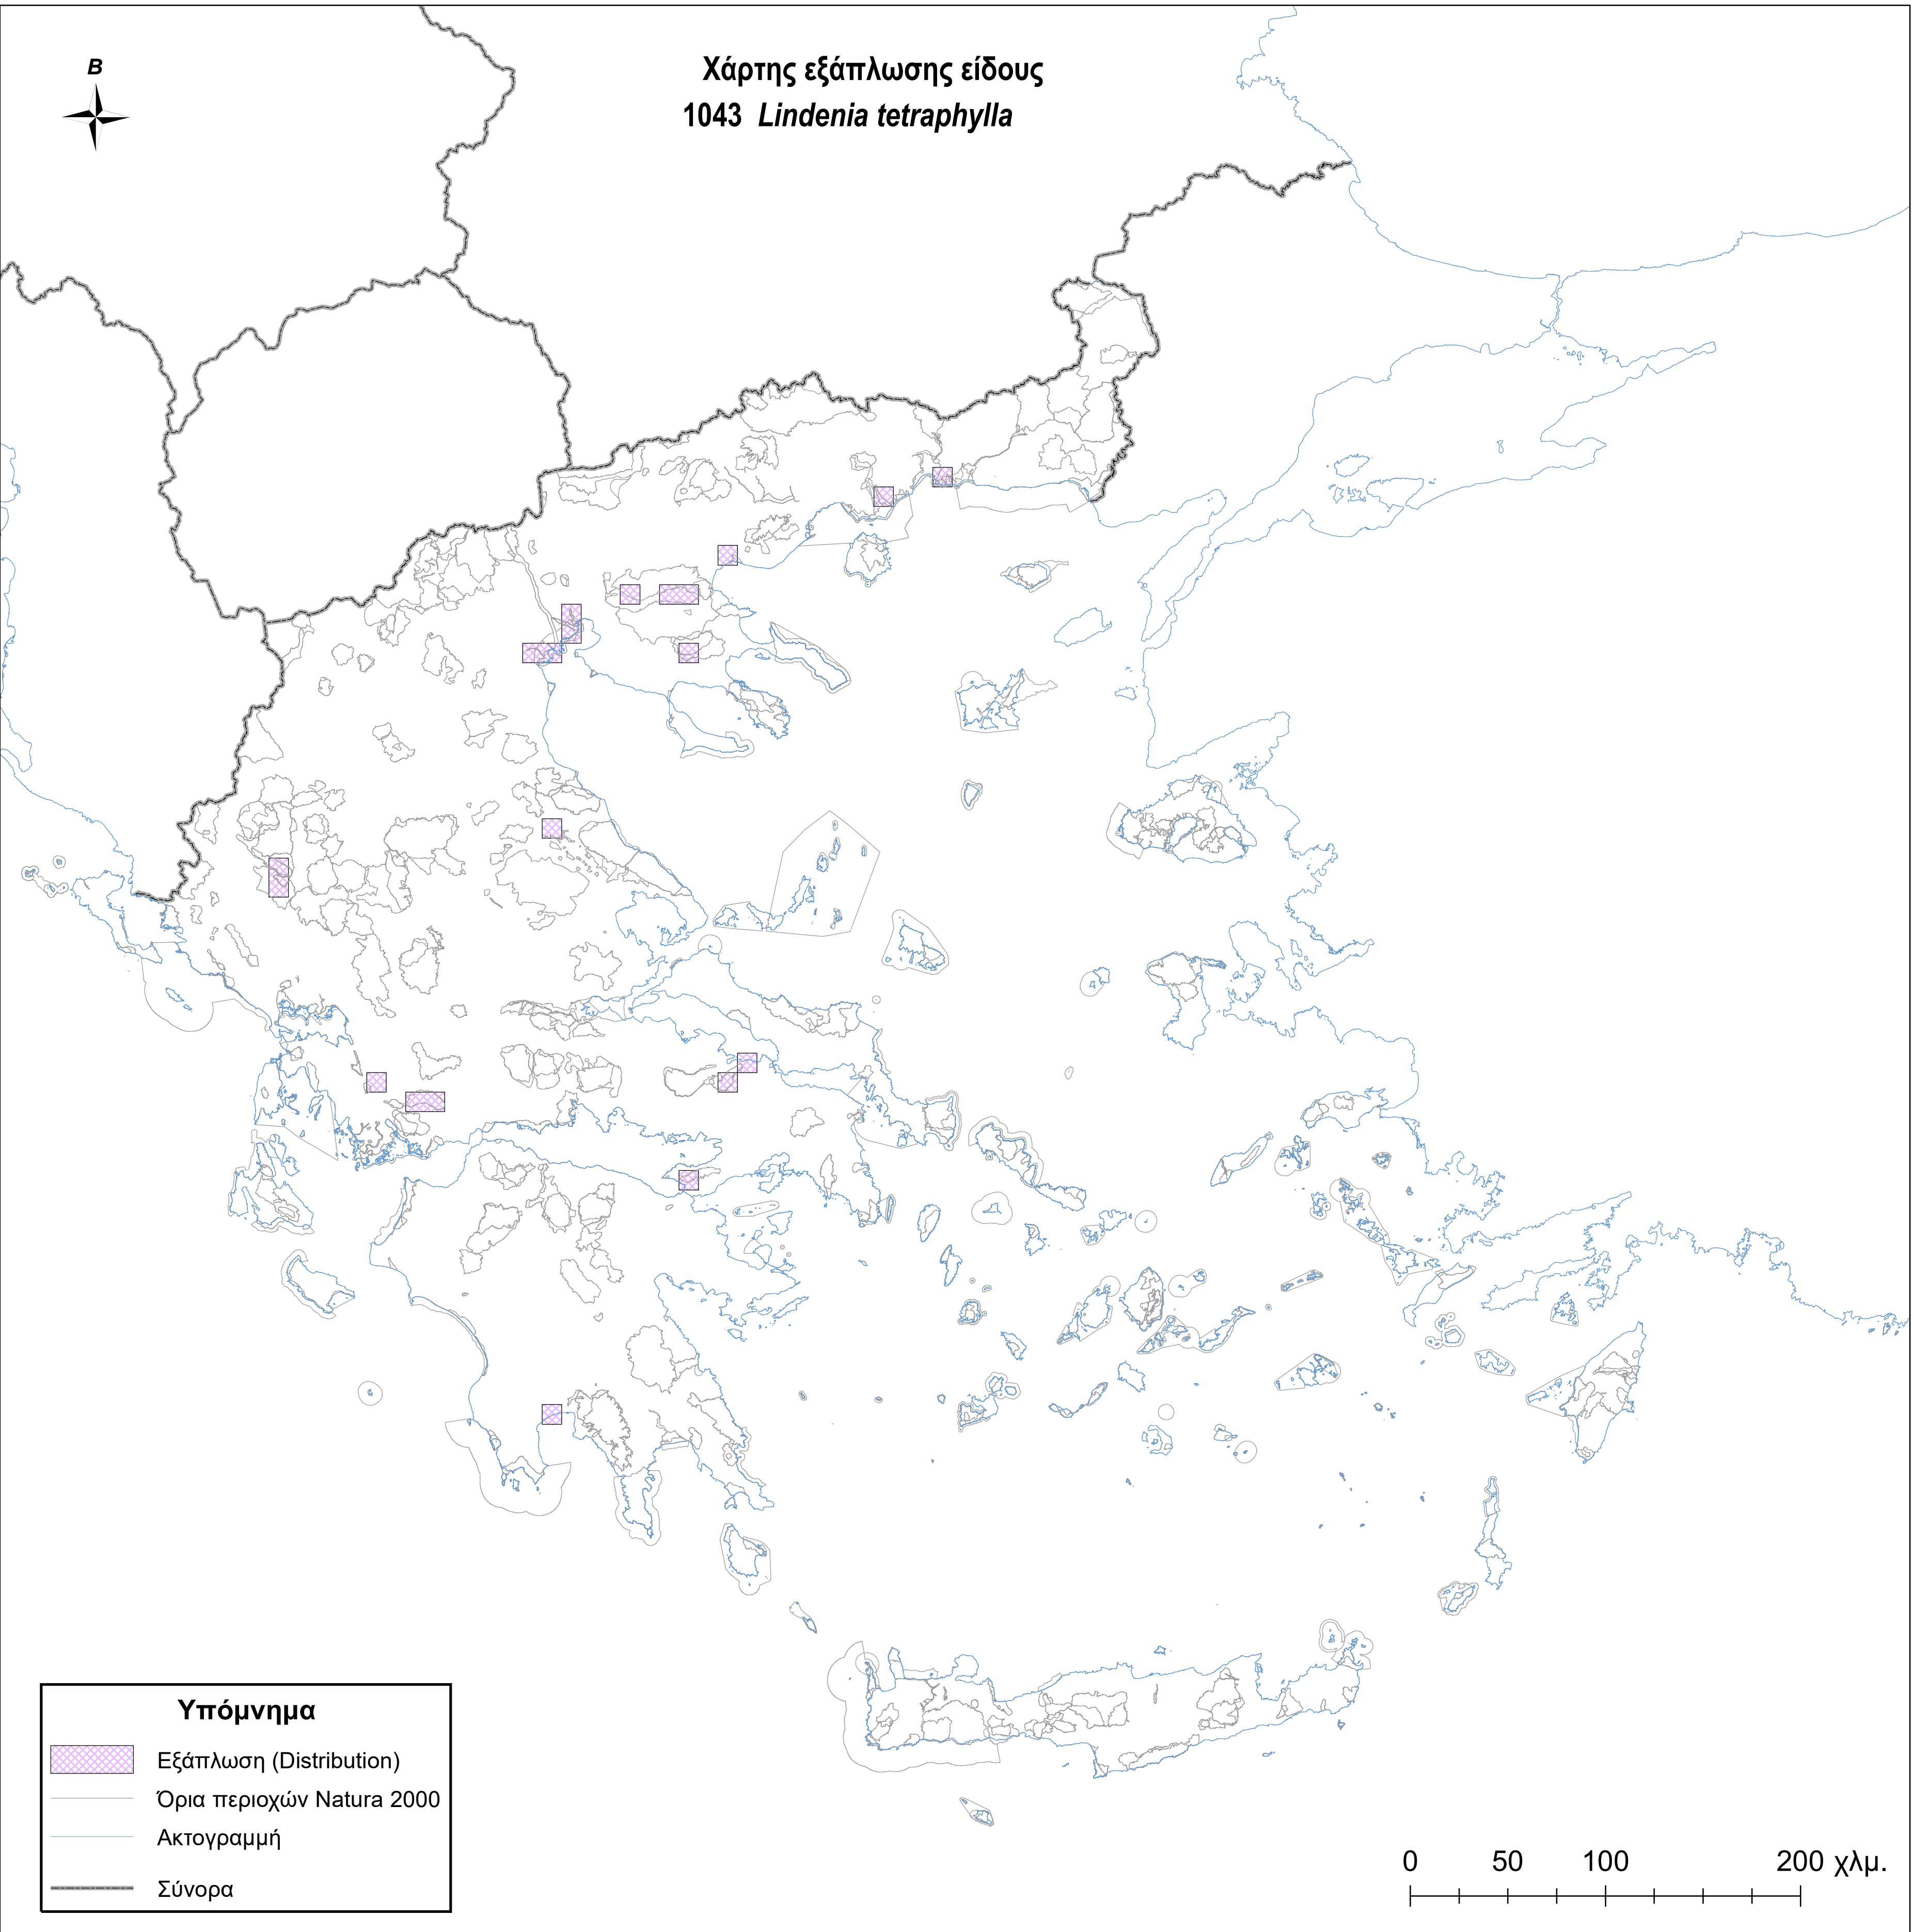 Β
Χάρτης εξάπλωσης είδους
1043 Lindenia tetraphylla
Υπόμνημα
Εξάπλωση (Distribution)
Όρια περιοχών Natura 2000
Ακτογραμμή
Σύνορα
0 50 100 200 χλμ.